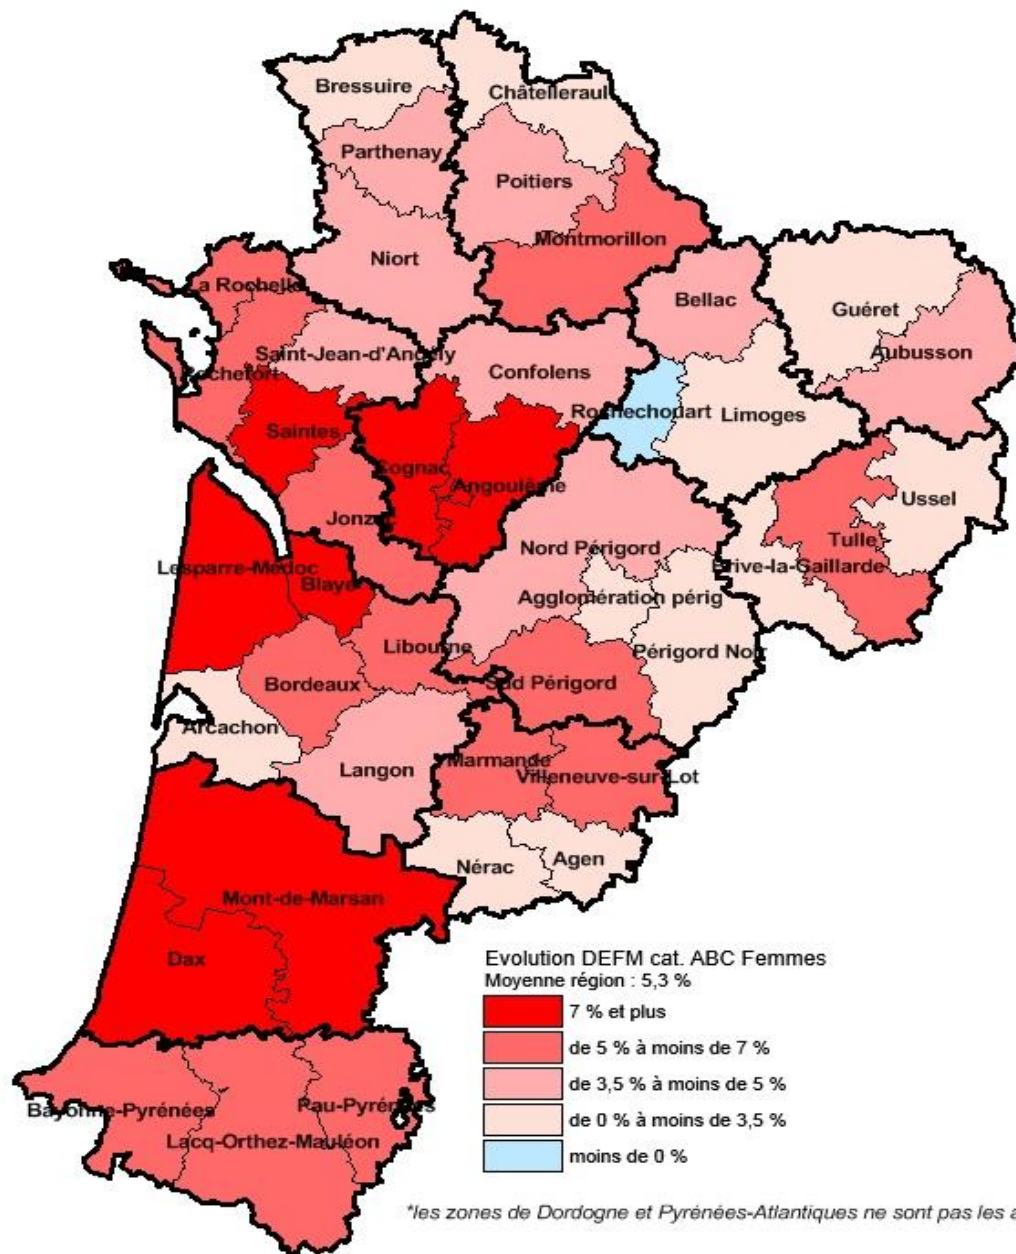 Bressuire
Châtelleraul
Parthenay
Poitiers
Montmorillon
Niort
La Rochelle
Bellac
Guéret
Aubusson
Saint-Jean-d'Angély
Confolens
Rochefort
Rochechouart
Limoges
Saintes
Cognac
Angoulême
Ussel
Jonzac
Nord Périgord
Tulle
Brive-la-Gaillarde
Lesparre-Médoc
Blaye
Agglomération périg
Libourne
Périgord Noir
Bordeaux
Sud Périgord
Arcachon
Langon
Marmande
Villeneuve-sur-Lot
Nérac
Agen
Mont-de-Marsan
Dax
Evolution DEFM cat. ABC Femmes
Moyenne région : 5,3 %
7 % et plus
de 5 % à moins de 7 %
de 3,5 % à moins de 5 %
de 0 % à moins de 3,5 %
moins de 0 %
Bayonne-Pyrénées
Pau-Pyrénées
Lacq-Orthez-Mauléon
*les zones de Dordogne et Pyrénées-Atlantiques ne sont pas les a